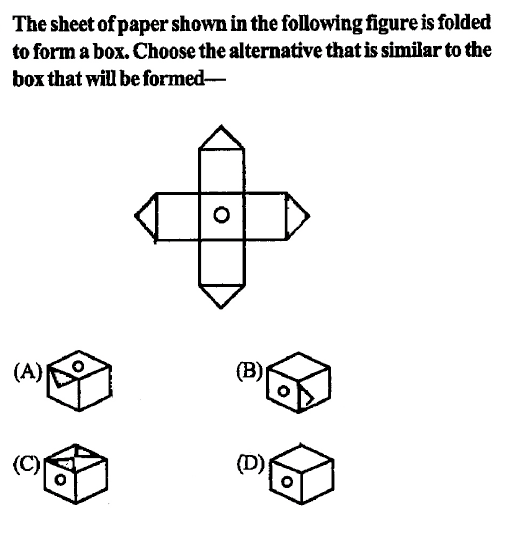 The sheet of paper shown in the following figure is folded
to form a box. Choose the alternative that is similar to the
box that will be formed—
(A)
(B)
(C)
(D)